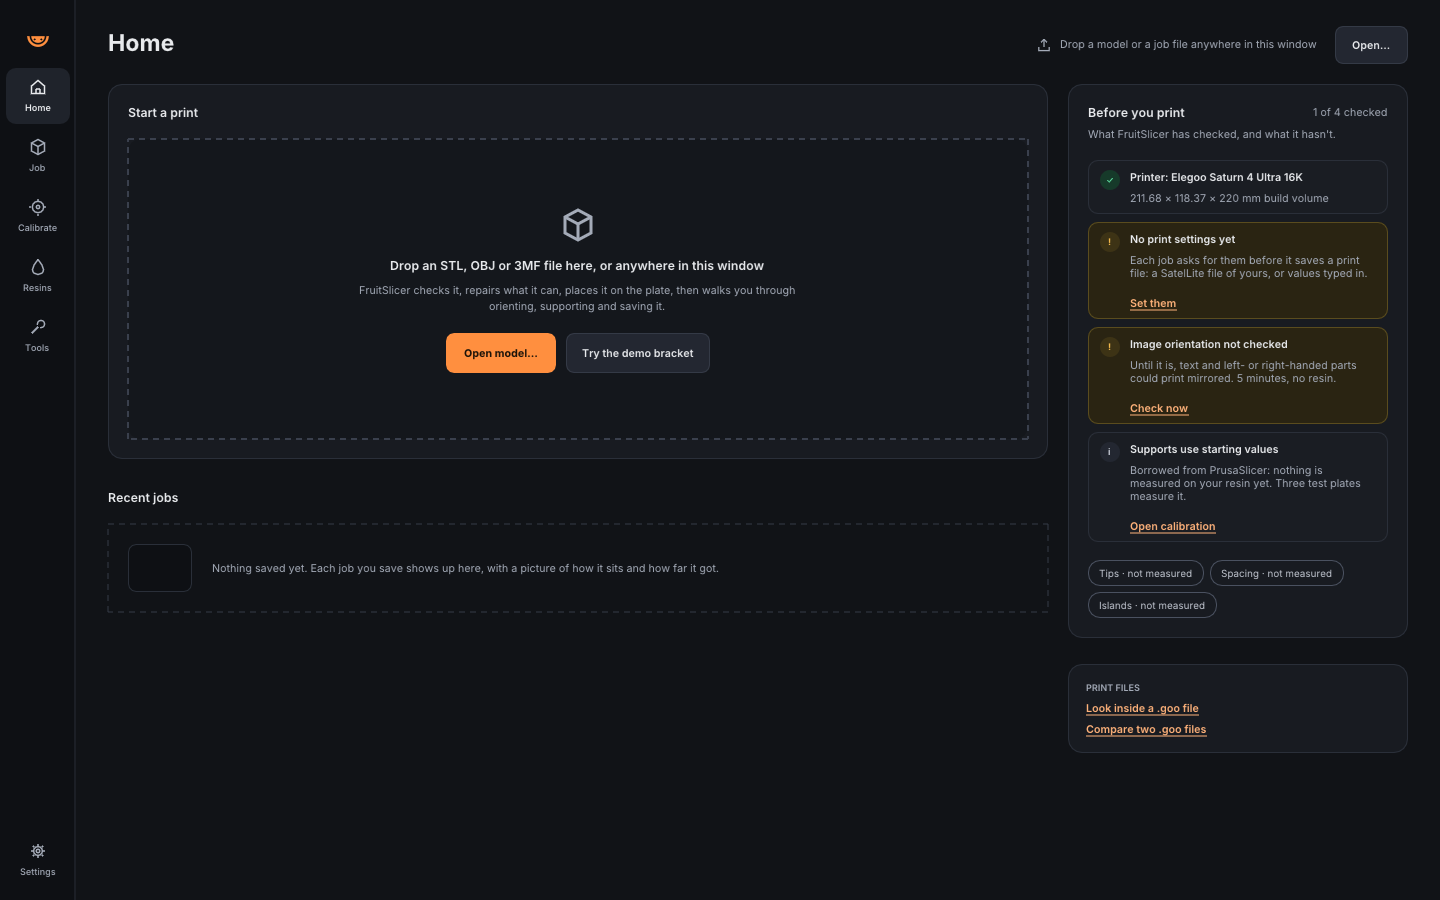 Home
Drop a model or a job file anywhere in this window
Open...
Home
Job
Calibrate
Resins
Tools
Settings
Start a print
Drop an STL, OBJ or 3MF file here, or anywhere in this window
FruitSlicer checks it, repairs what it can, places it on the plate, then walks you through
orienting, supporting and saving it.
Open model...
Try the demo bracket
Recent jobs
Nothing saved yet. Each job you save shows up here, with a picture of how it sits and how far it got.
Before you print
1 of 4 checked
What FruitSlicer has checked, and what it hasn't.
Printer: Elegoo Saturn 4 Ultra 16K
211.68 × 118.37 × 220 mm build volume
! No print settings yet
Each job asks for them before it saves a print
file: a SatelLite file of yours, or values typed in.
Set them
! Image orientation not checked
Until it is, text and left- or right-handed parts
could print mirrored. 5 minutes, no resin.
Check now
i Supports use starting values
Borrowed from PrusaSlicer: nothing is
measured on your resin yet. Three test plates
measure it.
Open calibration
Tips · not measured
Spacing · not measured
Islands · not measured
PRINT FILES
Look inside a .goo file
Compare two .goo files